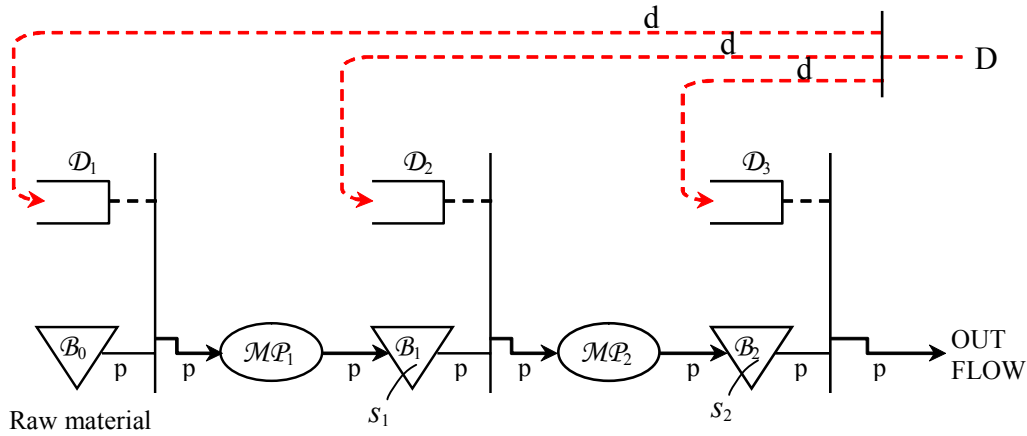 d
d
D
d
𝒟1 𝒟2 𝒟3
ℬ0 ℳ𝒫1 ℬ1 ℳ𝒫2 ℬ2 OUT
p p p p p p p p FLOW
s1 s2
Raw material